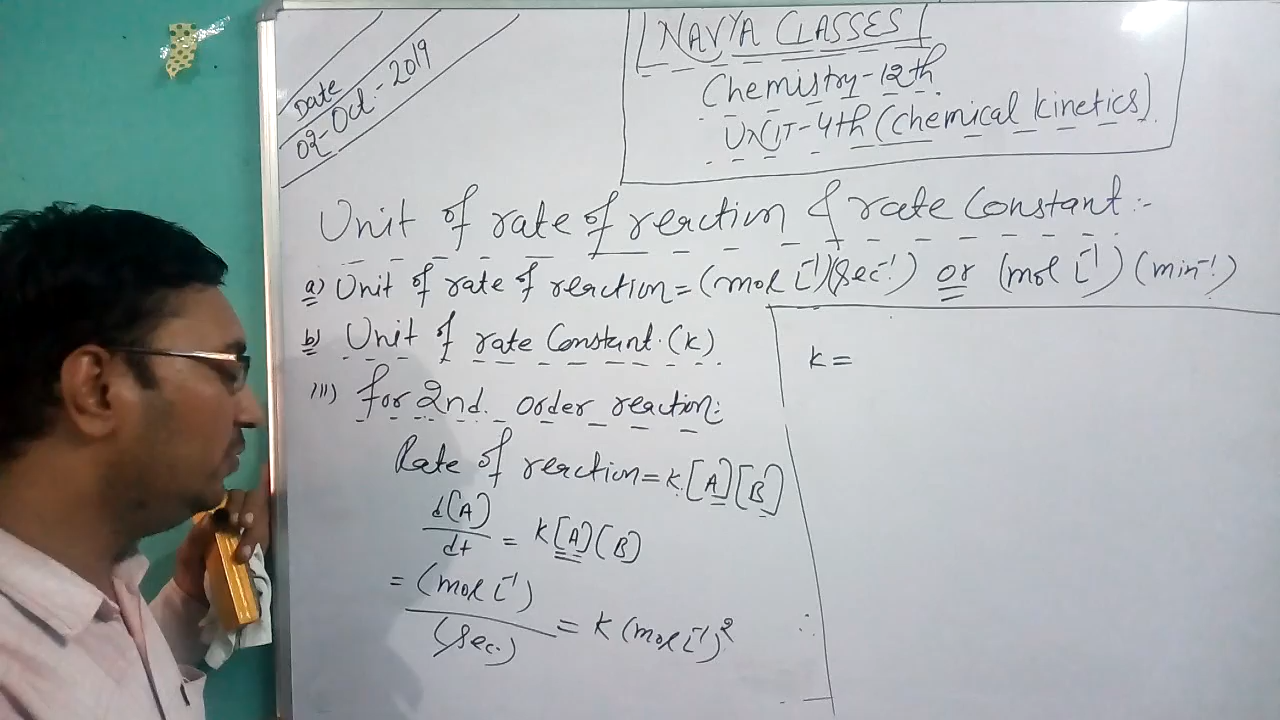 Date
02-Oct-2019
NAVYA CLASSES
Chemistry-12th.
UNIT-4th (Chemical kinetics).
Unit of rate of reaction & rate Constant:-
a) Unit of rate of reaction = (mol L⁻¹)(sec⁻¹) or (mol L⁻¹) (min⁻¹)
b) Unit of rate Constant. (K).
III) for 2nd. order reaction:
Rate of reaction = K.[A][B]
d[A]/dt = K[A][B]
= (mol L⁻¹)/(sec.) = K (mol L⁻¹)²
K =